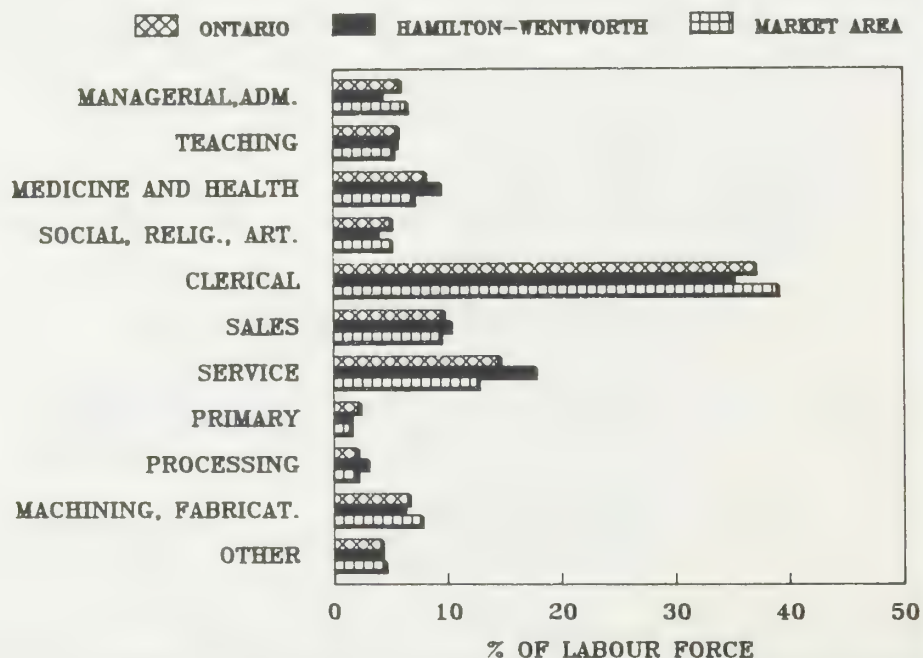 ONTARIO HAMILTON-WENTWORTH MARKET AREA
MANAGERIAL,ADM.
TEACHING
MEDICINE AND HEALTH
SOCIAL, RELIG., ART.
CLERICAL
SALES
SERVICE
PRIMARY
PROCESSING
MACHINING, FABRICAT.
OTHER
0 10 20 30 40 50
% OF LABOUR FORCE